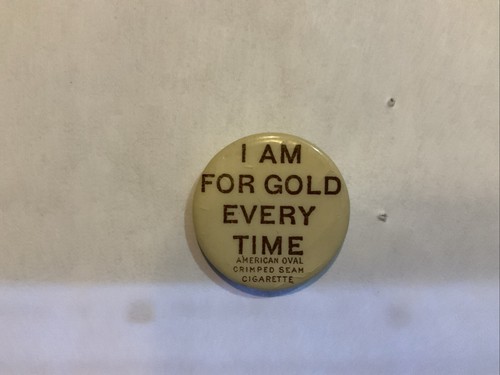 I AM
FOR GOLD
EVERY
TIME
AMERICAN OVAL
CRIMPED SEAM
CIGARETTE